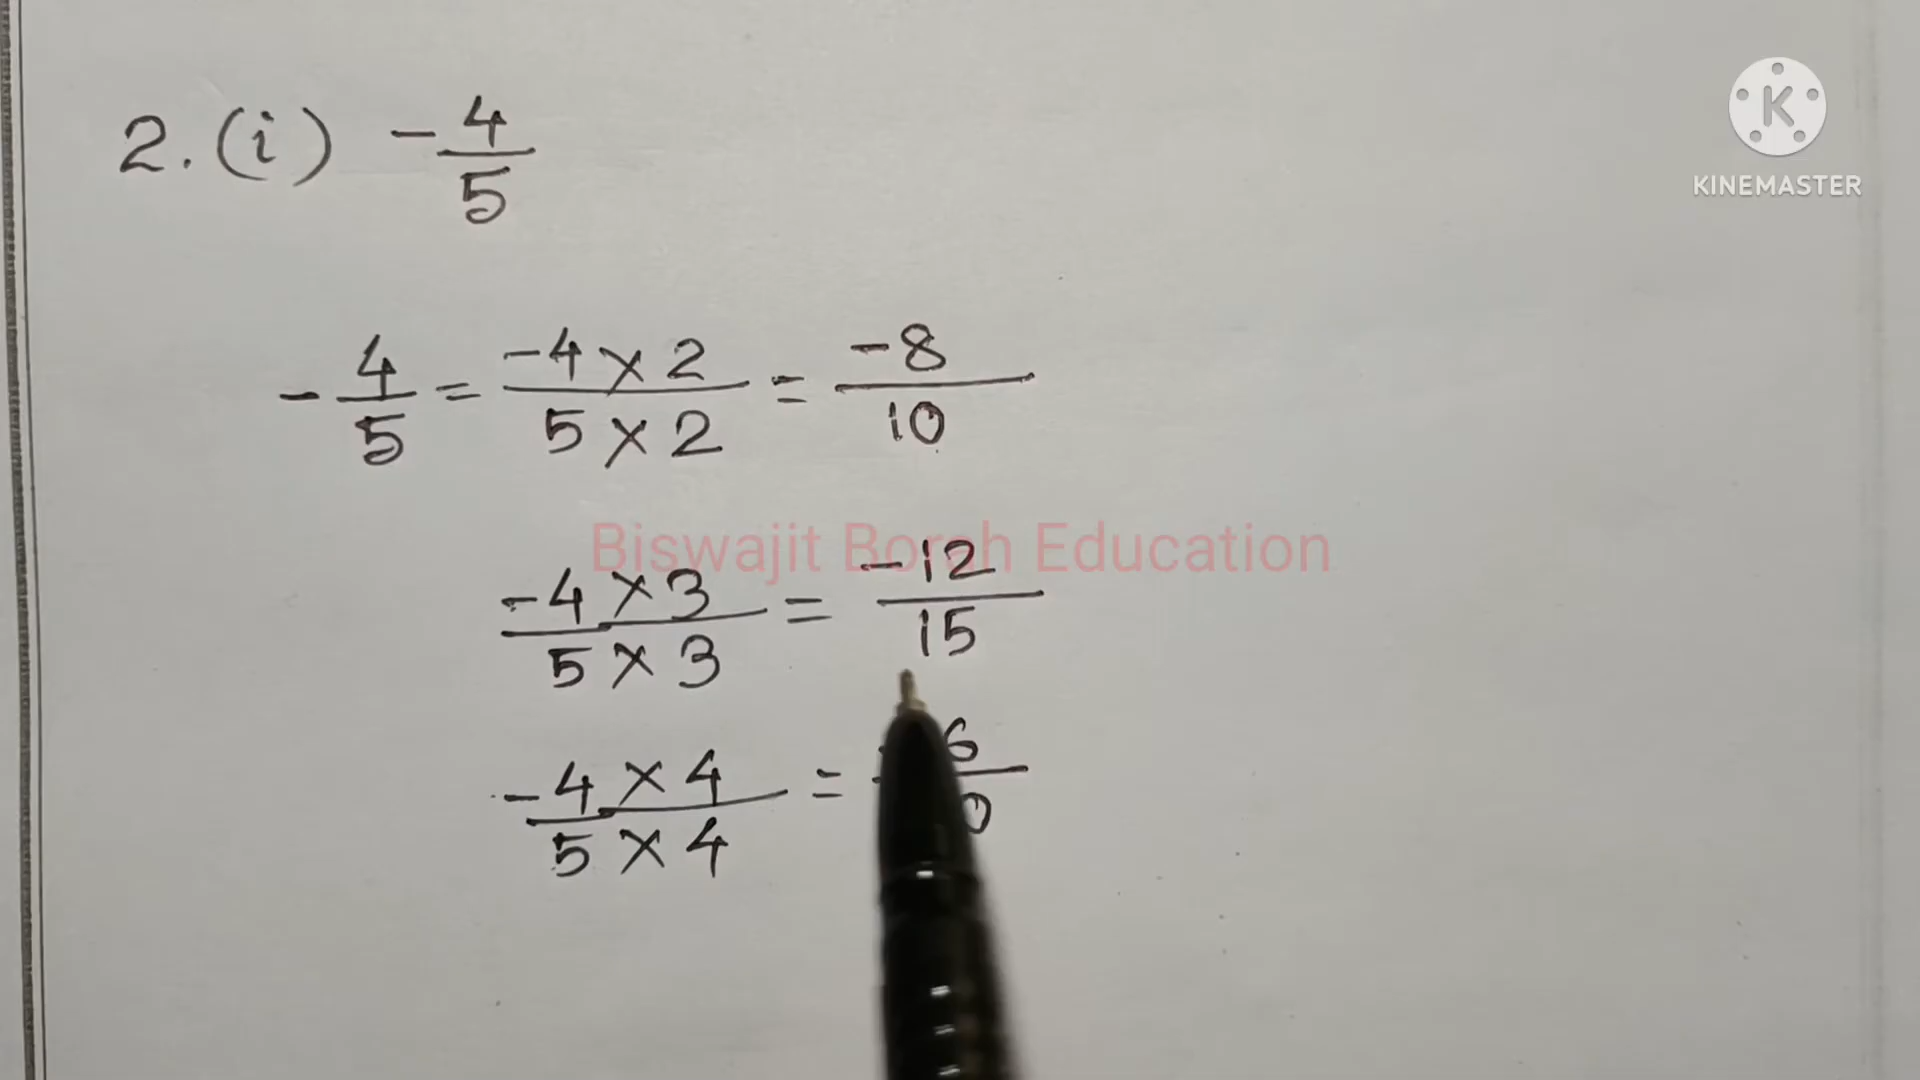 2. (i) -4/5
KINEMASTER
-4/5 = -4 × 2 / 5 × 2 = -8/10
Biswajit Borah Education
-4 × 3 / 5 × 3 = -12/15
-4 × 4 / 5 × 4 =